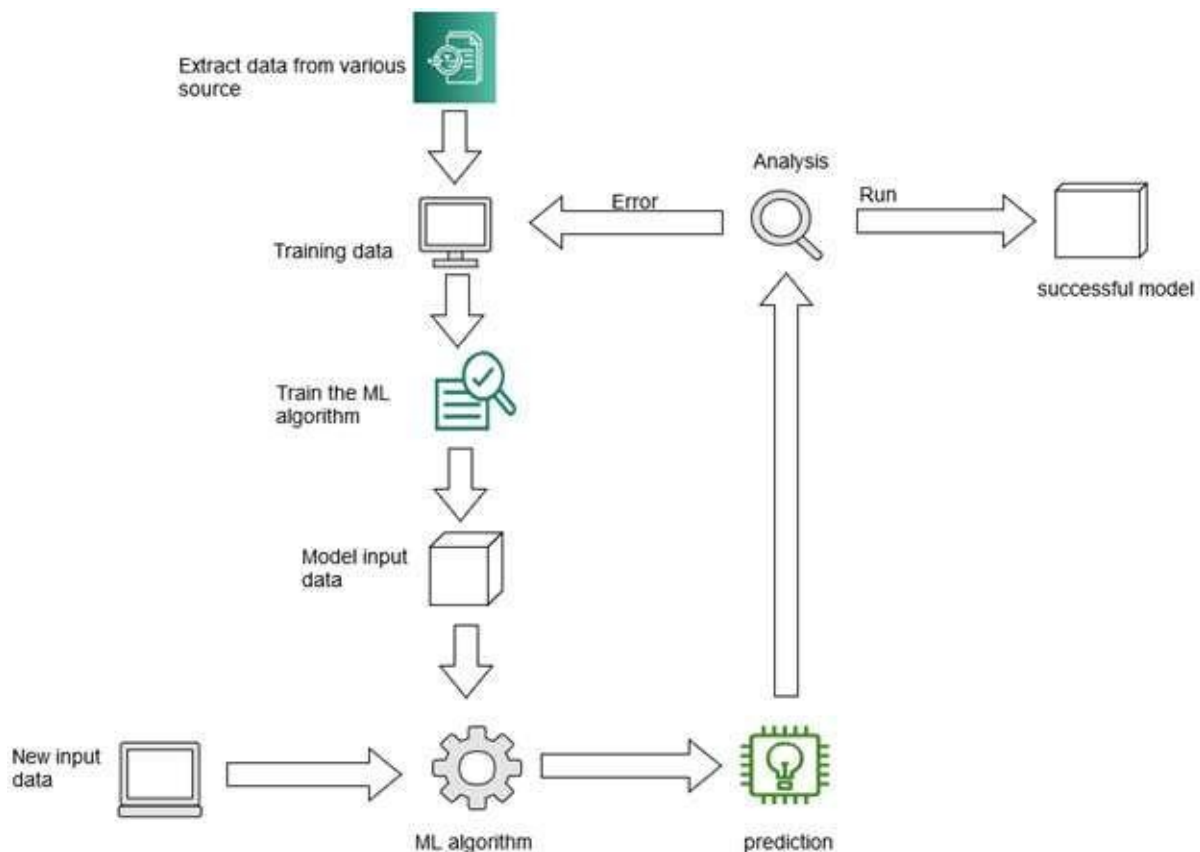 Extract data from various
source
Analysis
Error
Run
Training data
successful model
Train the ML
algorithm
Model input
data
New input
data
ML algorithm
prediction